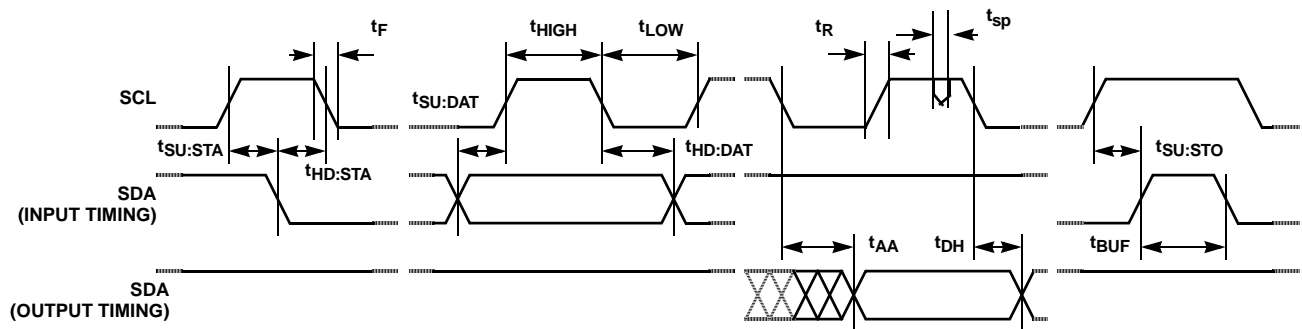 tF
tHIGH
tLOW
tR
tsp
SCL
tSU:DAT
tSU:STA
tHD:STA
tHD:DAT
tSU:STO
SDA
(INPUT TIMING)
tAA
tDH
tBUF
SDA
(OUTPUT TIMING)